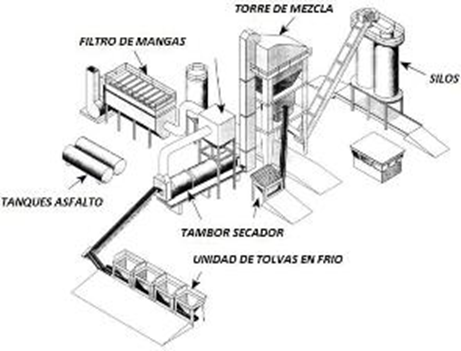 TORRE DE MEZCLA
FILTRO DE MANGAS
SILOS
TANQUES ASFALTO
TAMBOR SECADOR
UNIDAD DE TOLVAS EN FRIO